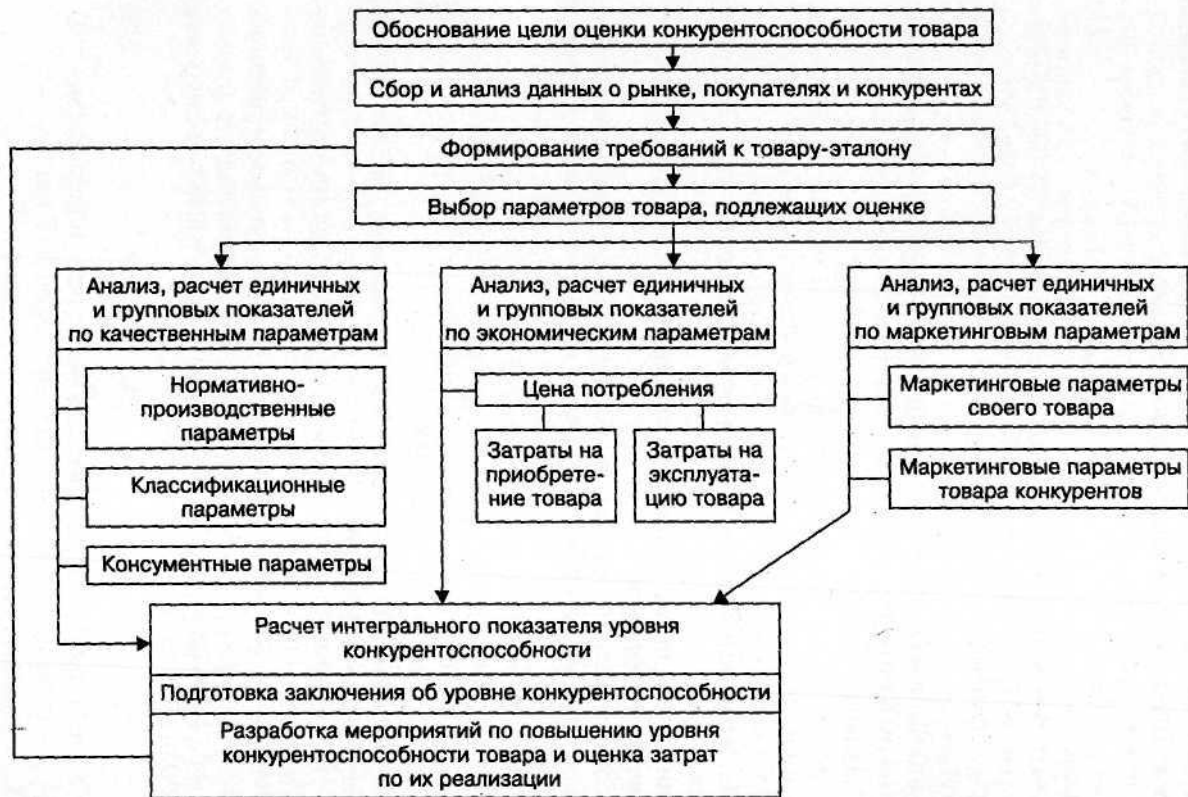 Обоснование цели оценки конкурентоспособности товара
Сбор и анализ данных о рынке, покупателях и конкурентах
Формирование требований к товару-эталону
Выбор параметров товара, подлежащих оценке
Анализ, расчет единичных
и групповых показателей
по качественным параметрам
Нормативно-
производственные
параметры
Классификационные
параметры
Консументные параметры
Анализ, расчет единичных
и групповых показателей
по экономическим параметрам
Цена потребления
Затраты на
приобрете-
ние товара
Затраты на
эксплуата-
цию товара
Анализ, расчет единичных
и групповых показателей
по маркетинговым параметрам
Маркетинговые параметры
своего товара
Маркетинговые параметры
товара конкурентов
Расчет интегрального показателя уровня
конкурентоспособности
Подготовка заключения об уровне конкурентоспособности
Разработка мероприятий по повышению уровня
конкурентоспособности товара и оценка затрат
по их реализации